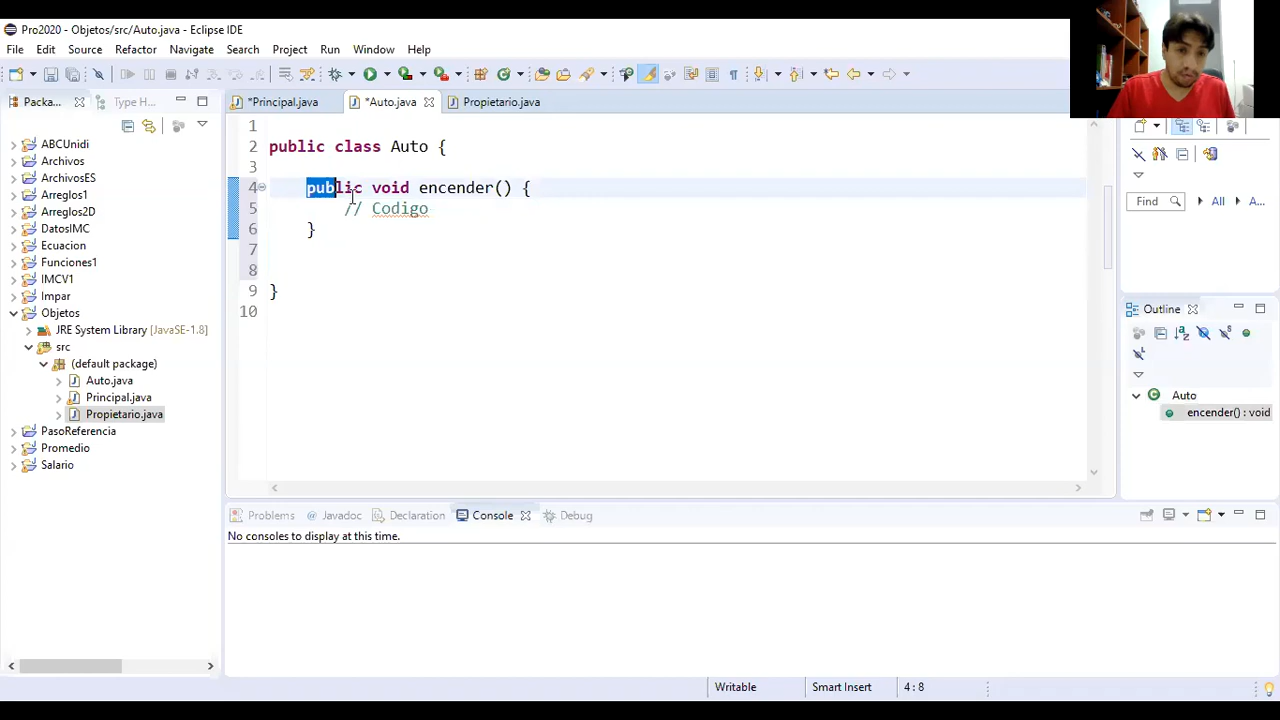 Pro2020 - Objetos/src/Auto.java - Eclipse IDE
File Edit Source Refactor Navigate Search Project Run Window Help
Packa... Type H...
*Principal.java *Auto.java Propietario.java
ABCUnidi
Archivos
ArchivosES
Arreglos1
Arreglos2D
DatosIMC
Ecuacion
Funciones1
IMCV1
Impar
Objetos
JRE System Library [JavaSE-1.8]
src
(default package)
Auto.java
Principal.java
Propietario.java
PasoReferencia
Promedio
Salario
1
2 public class Auto {
3
4 public void encender() {
5 // Codigo
6 }
7
8
9 }
10
Find All A...
Outline
Auto
encender() : void
Problems Javadoc Declaration Console Debug
No consoles to display at this time.
Writable Smart Insert 4 : 8